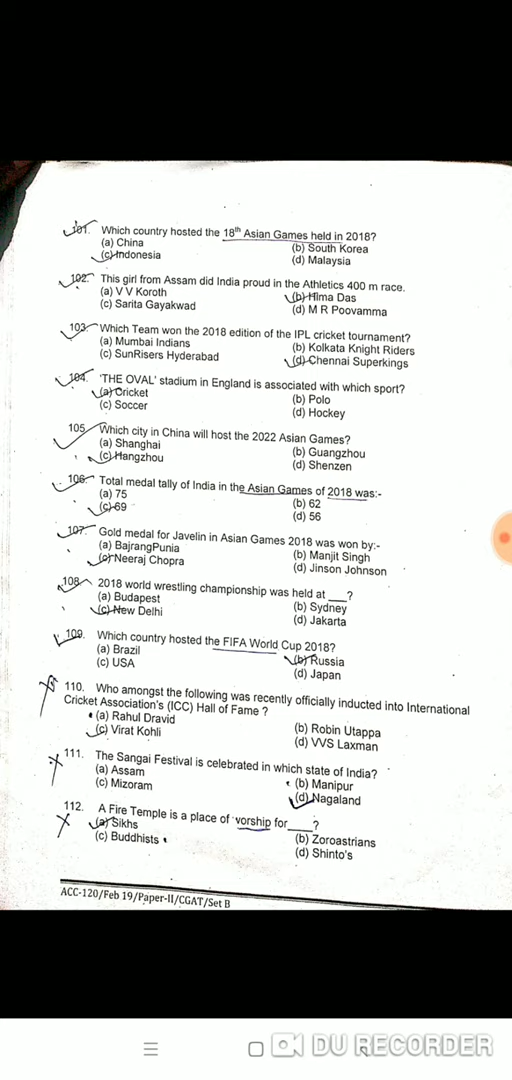 101. Which country hosted the 18th Asian Games held in 2018?
(a) China (b) South Korea
(c) Indonesia (d) Malaysia
102. This girl from Assam did India proud in the Athletics 400 m race.
(a) V V Koroth (b) Hima Das
(c) Sarita Gayakwad (d) M R Poovamma
103. Which Team won the 2018 edition of the IPL cricket tournament?
(a) Mumbai Indians (b) Kolkata Knight Riders
(c) SunRisers Hyderabad (d) Chennai Superkings
104. 'THE OVAL' stadium in England is associated with which sport?
(a) Cricket (b) Polo
(c) Soccer (d) Hockey
105. Which city in China will host the 2022 Asian Games?
(a) Shanghai (b) Guangzhou
(c) Hangzhou (d) Shenzen
106. Total medal tally of India in the Asian Games of 2018 was:-
(a) 75 (b) 62
(c) 69 (d) 56
107. Gold medal for Javelin in Asian Games 2018 was won by:-
(a) BajrangPunia (b) Manjit Singh
(c) Neeraj Chopra (d) Jinson Johnson
108. 2018 world wrestling championship was held at ___?
(a) Budapest (b) Sydney
(c) New Delhi (d) Jakarta
109. Which country hosted the FIFA World Cup 2018?
(a) Brazil (b) Russia
(c) USA (d) Japan
110. Who amongst the following was recently officially inducted into International
Cricket Association's (ICC) Hall of Fame ?
(a) Rahul Dravid (b) Robin Utappa
(c) Virat Kohli (d) VVS Laxman
111. The Sangai Festival is celebrated in which state of India?
(a) Assam (b) Manipur
(c) Mizoram (d) Nagaland
112. A Fire Temple is a place of vorship for____?
(a) Sikhs (b) Zoroastrians
(c) Buddhists (d) Shinto's
ACC-120/Feb 19/Paper-II/CGAT/Set B
DU RECORDER